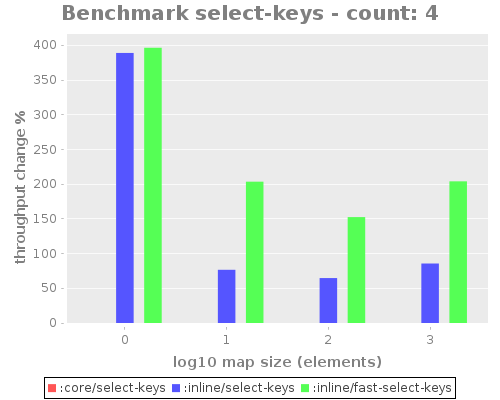 Benchmark select-keys - count: 4
throughput change %
400
350
300
250
200
150
100
50
0
0 1 2 3
log10 map size (elements)
:core/select-keys :inline/select-keys :inline/fast-select-keys